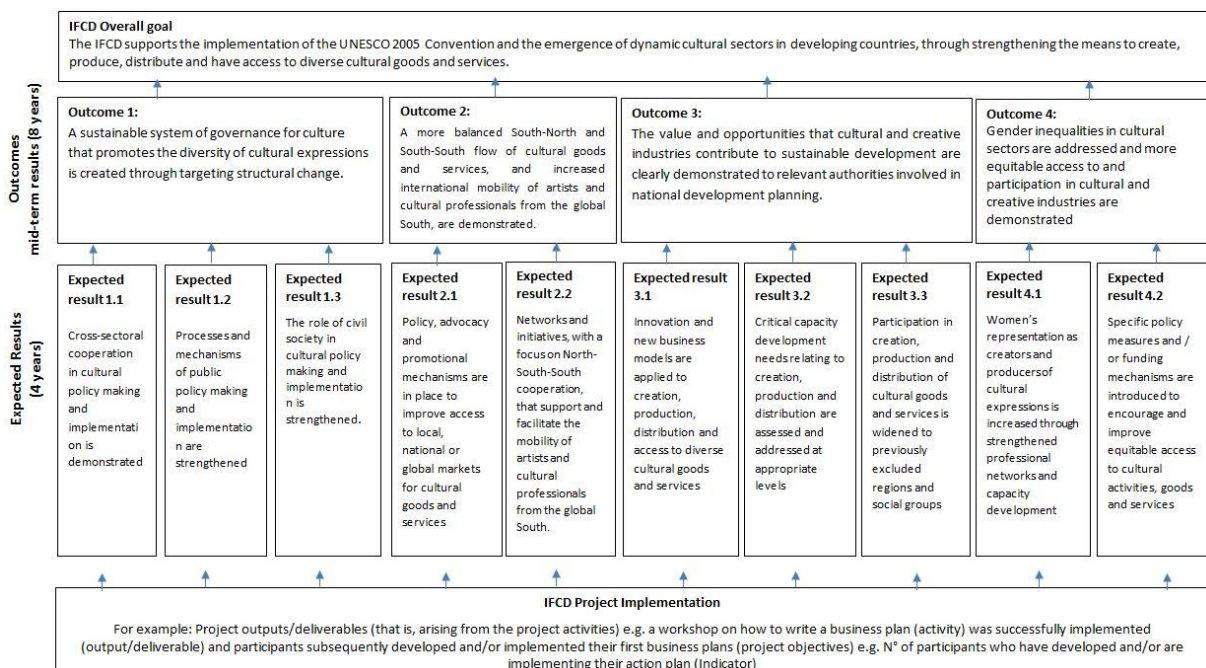 IFCD Overall goal
The IFCD supports the implementation of the UNESCO 2005 Convention and the emergence of dynamic cultural sectors in developing countries, through strengthening the means to create,
produce, distribute and have access to diverse cultural goods and services.
Outcomes
mid-term results (8 years)
Outcome 1:
A sustainable system of governance for culture
that promotes the diversity of cultural expressions
is created through targeting structural change.
Outcome 2:
A more balanced South-North and
South-South flow of cultural goods
and services, and increased
international mobility of artists and
cultural professionals from the global
South, are demonstrated.
Outcome 3:
The value and opportunities that cultural and creative
industries contribute to sustainable development are
clearly demonstrated to relevant authorities involved in
national development planning.
Outcome 4:
Gender inequalities in cultural
sectors are addressed and more
equitable access to and
participation in cultural and
creative industries are
demonstrated
Expected Results
(4 years)
Expected
result 1.1
Cross-sectoral
cooperation
in cultural
policy making
and
implementati
on is
demonstrated
Expected
result 1.2
Processes and
mechanisms
of public
policy making
and
implementatio
n are
strengthened
Expected
result 1.3
The role of civil
society in
cultural policy
making and
implementatio
n is
strengthened.
Expected
result 2.1
Policy, advocacy
and
promotional
mechanisms are
in place to
improve access
to local,
national or
global markets
for cultural
goods and
services
Expected
result 2.2
Networks and
initiatives, with a
focus on North-
South-South
cooperation,
that support and
facilitate the
mobility of
artists and
cultural
professionals
from the global
South.
Expected result
3.1
Innovation and
new business
models are
applied to
creation,
production,
distribution and
access to diverse
cultural goods
and services
Expected
result 3.2
Critical capacity
development
needs relating to
creation,
production and
distribution are
assessed and
addressed at
appropriate
levels
Expected
result 3.3
Participation in
creation,
production and
distribution of
cultural goods
and services is
widened to
previously
excluded
regions and
social groups
Expected
result 4.1
Women's
representation as
creators and
producersof
cultural
expressions is
increased through
strengthened
professional
networks and
capacity
development
Expected
result 4.2
Specific policy
measures and /
or funding
mechanisms are
introduced to
encourage and
improve
equitable access
to cultural
activities, goods
and services
IFCD Project Implementation
For example: Project outputs/deliverables (that is, arising from the project activities) e.g. a workshop on how to write a business plan (activity) was successfully implemented
(output/deliverable) and participants subsequently developed and/or implemented their first business plans (project objectives) e.g. N° of participants who have developed and/or are
implementing their action plan (Indicator)